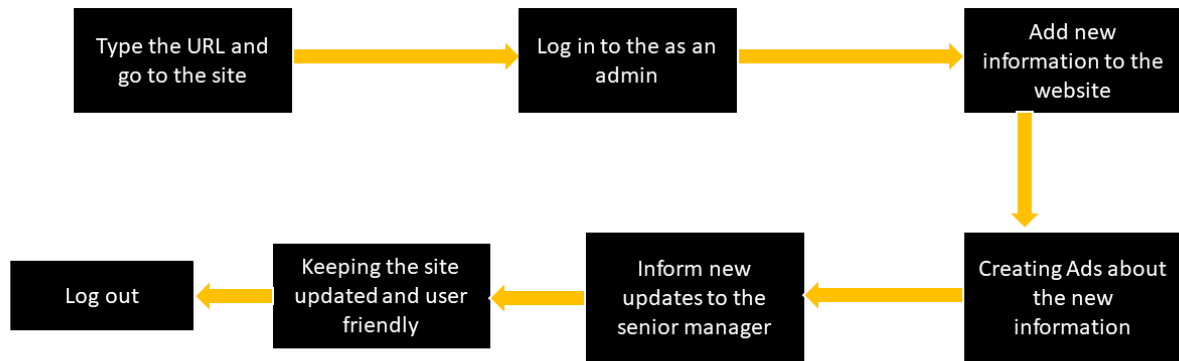 Type the URL and
go to the site
Log in to the as an
admin
Add new
information to the
website
Creating Ads about
the new
information
Inform new
updates to the
senior manager
Keeping the site
updated and user
friendly
Log out